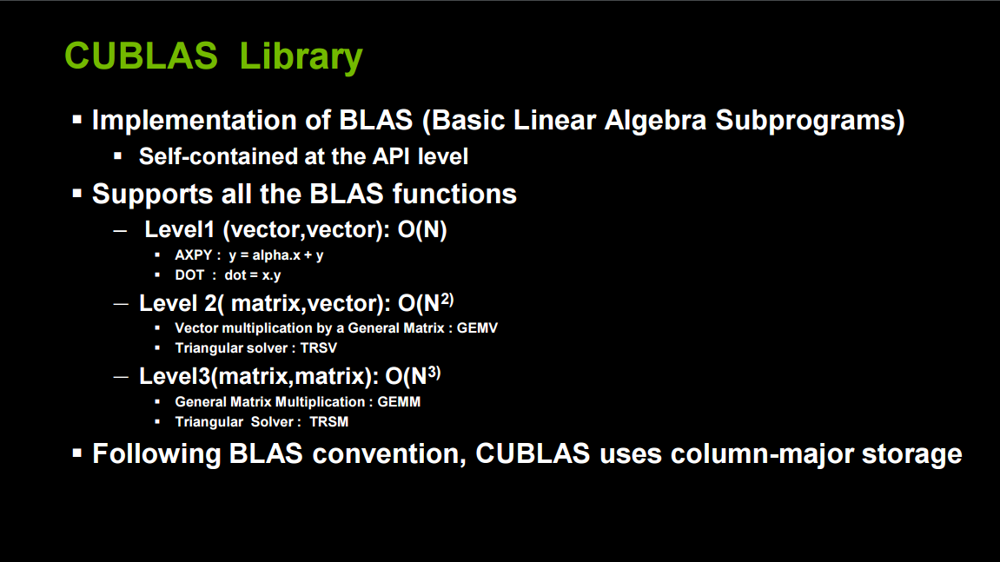 CUBLAS Library
▪ Implementation of BLAS (Basic Linear Algebra Subprograms)
▪ Self-contained at the API level
▪ Supports all the BLAS functions
– Level1 (vector,vector): O(N)
▪ AXPY : y = alpha.x + y
▪ DOT : dot = x.y
– Level 2( matrix,vector): O(N²⁾
▪ Vector multiplication by a General Matrix : GEMV
▪ Triangular solver : TRSV
– Level3(matrix,matrix): O(N³⁾
▪ General Matrix Multiplication : GEMM
▪ Triangular Solver : TRSM
▪ Following BLAS convention, CUBLAS uses column-major storage